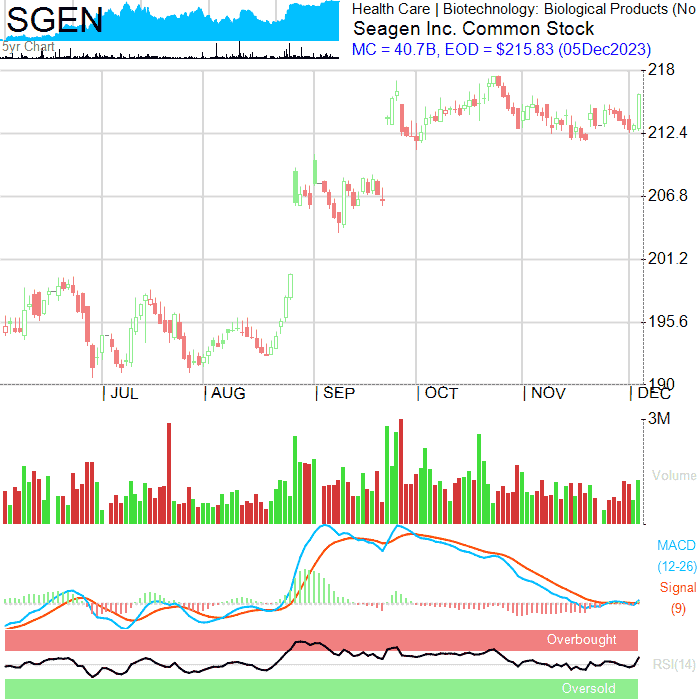 SGEN
5yr Chart
Health Care | Biotechnology: Biological Products (No
Seagen Inc. Common Stock
MC = 40.7B, EOD = $215.83 (05Dec2023)
218
212.4
206.8
201.2
195.6
190
| JUL | AUG | SEP | OCT | NOV | DEC
3M
Volume
MACD
(12-26)
Signal
(9)
Overbought
RSI(14)
Oversold